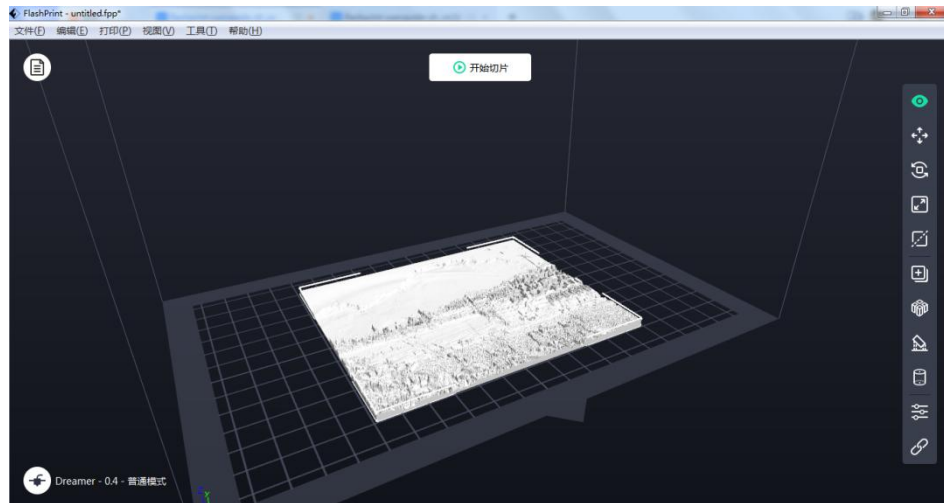 FlashPrint - untitled.fpp*
文件(F) 编辑(E) 打印(P) 视图(V) 工具(T) 帮助(H)
开始切片
Dreamer - 0.4 - 普通模式